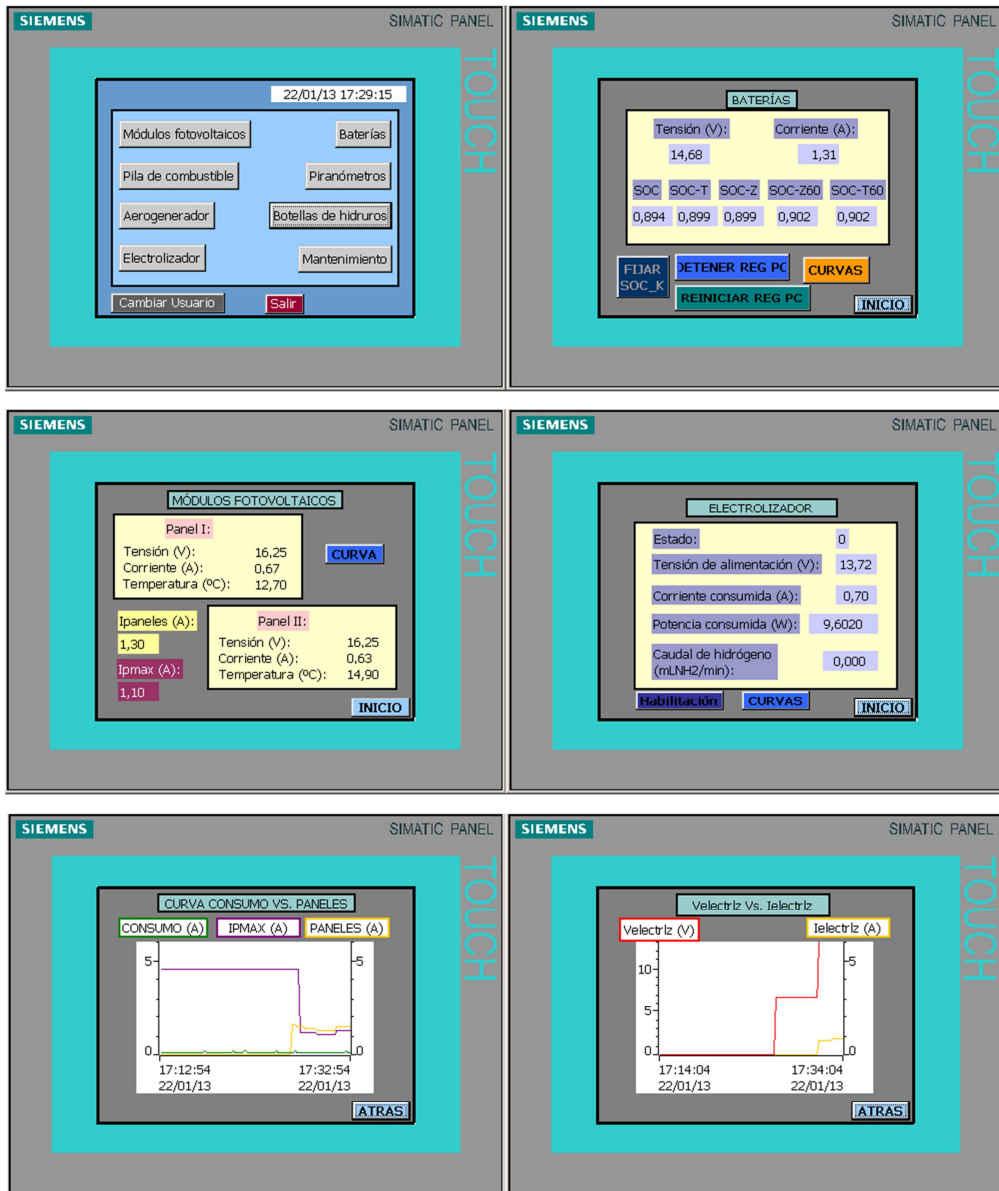 SIEMENS
SIMATIC PANEL
TOUCH
22/01/13 17:29:15
Módulos fotovoltaicos
Baterías
Pila de combustible
Piranómetros
Aerogenerador
Botellas de hidruros
Electrolizador
Mantenimiento
Cambiar Usuario
Salir
SIEMENS
SIMATIC PANEL
TOUCH
BATERÍAS
Tensión (V):
Corriente (A):
14,68
1,31
SOC SOC-T SOC-Z SOC-Z60 SOC-T60
0,894 0,899 0,899 0,902 0,902
FIJAR
SOC_K
DETENER REG PC
CURVAS
REINICIAR REG PC
INICIO
SIEMENS
SIMATIC PANEL
TOUCH
MÓDULOS FOTOVOLTAICOS
Panel I:
Tensión (V): 16,25
Corriente (A): 0,67
Temperatura (ºC): 12,70
CURVA
Ipaneles (A):
1,30
Ipmax (A):
1,10
Panel II:
Tensión (V): 16,25
Corriente (A): 0,63
Temperatura (ºC): 14,90
INICIO
SIEMENS
SIMATIC PANEL
TOUCH
ELECTROLIZADOR
Estado: 0
Tensión de alimentación (V): 13,72
Corriente consumida (A): 0,70
Potencia consumida (W): 9,6020
Caudal de hidrógeno
(mLNH2/min): 0,000
Habilitación
CURVAS
INICIO
SIEMENS
SIMATIC PANEL
TOUCH
CURVA CONSUMO VS. PANELES
CONSUMO (A) IPMAX (A) PANELES (A)
5 5
0 0
17:12:54 17:32:54
22/01/13 22/01/13
ATRAS
SIEMENS
SIMATIC PANEL
TOUCH
Velectrlz Vs. Ielectrlz
Velectrlz (V) Ielectrlz (A)
10 5
5
0 0
17:14:04 17:34:04
22/01/13 22/01/13
ATRAS